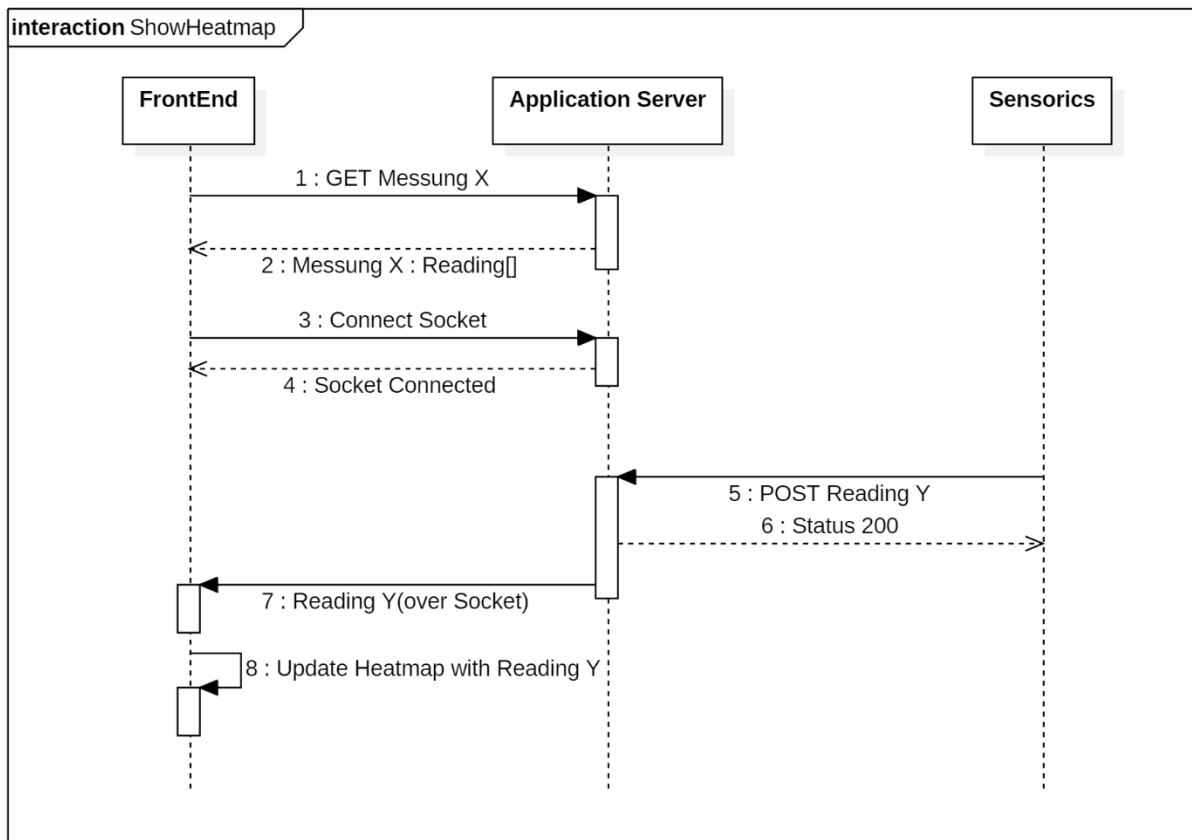 interaction ShowHeatmap
FrontEnd
Application Server
Sensorics
1 : GET Messung X
2 : Messung X : Reading[]
3 : Connect Socket
4 : Socket Connected
5 : POST Reading Y
6 : Status 200
7 : Reading Y(over Socket)
8 : Update Heatmap with Reading Y